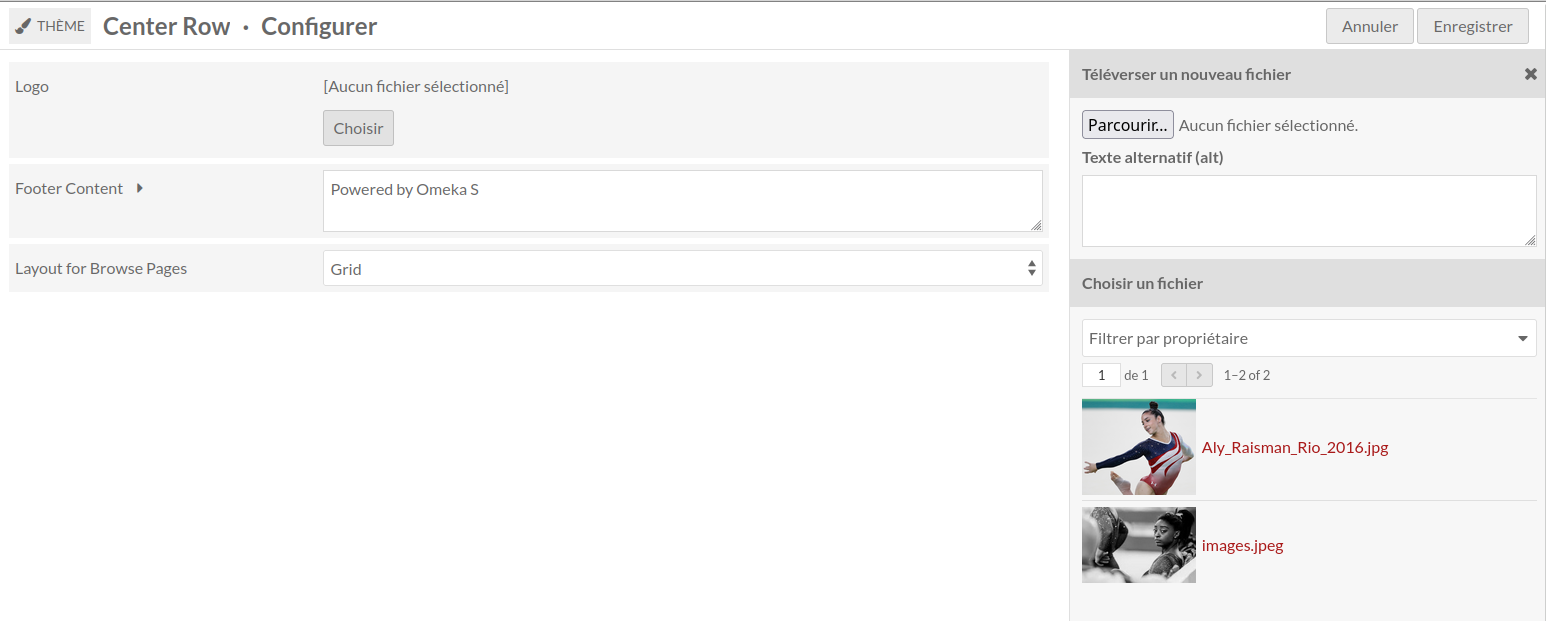 THÈME Center Row · Configurer
Annuler Enregistrer
Logo
[Aucun fichier sélectionné]
Choisir
Footer Content
Powered by Omeka S
Layout for Browse Pages
Grid
Téléverser un nouveau fichier
Parcourir... Aucun fichier sélectionné.
Texte alternatif (alt)
Choisir un fichier
Filtrer par propriétaire
1 de 1 1–2 of 2
Aly_Raisman_Rio_2016.jpg
images.jpeg